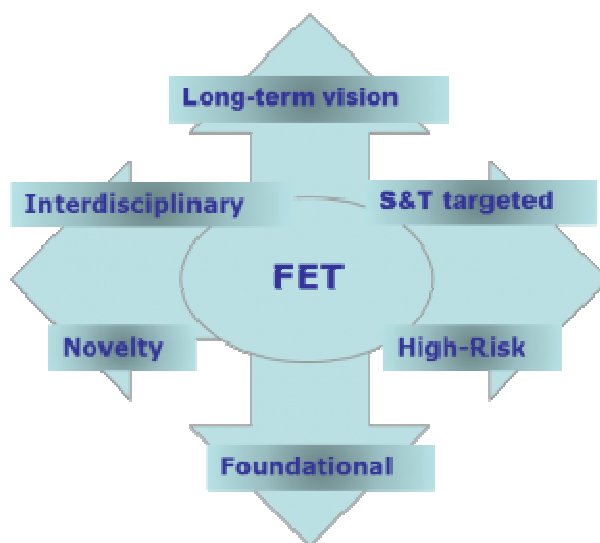 Long-term vision
Interdisciplinary
S&T targeted
FET
Novelty
High-Risk
Foundational